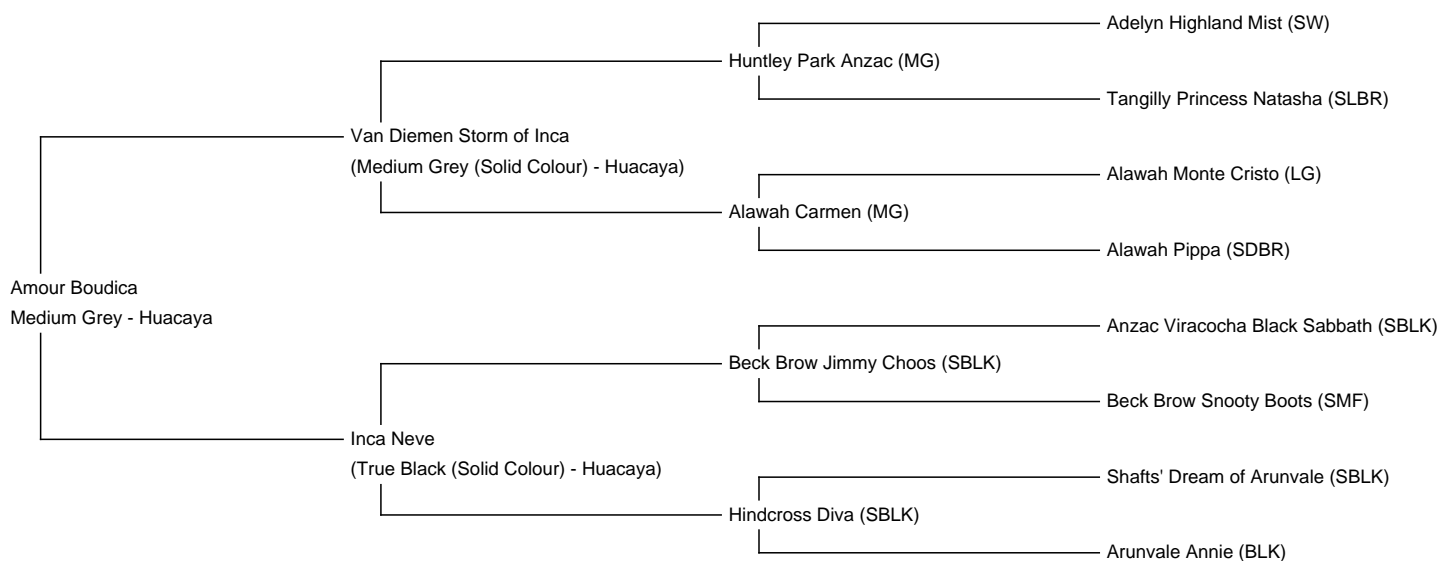 Adelyn Highland Mist (SW)
Huntley Park Anzac (MG)
Tangilly Princess Natasha (SLBR)
Van Diemen Storm of Inca
(Medium Grey (Solid Colour) - Huacaya)
Alawah Monte Cristo (LG)
Alawah Carmen (MG)
Alawah Pippa (SDBR)
Amour Boudica
Medium Grey - Huacaya
Anzac Viracocha Black Sabbath (SBLK)
Beck Brow Jimmy Choos (SBLK)
Beck Brow Snooty Boots (SMF)
Inca Neve
(True Black (Solid Colour) - Huacaya)
Shafts' Dream of Arunvale (SBLK)
Hindcross Diva (SBLK)
Arunvale Annie (BLK)